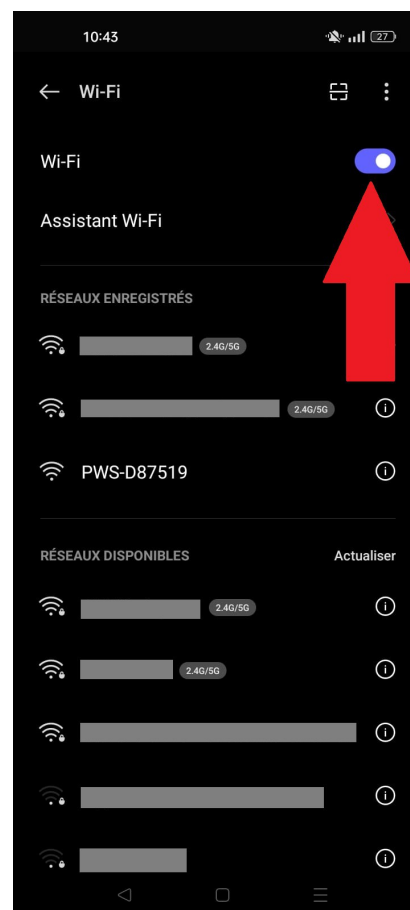 10:43
27
Wi-Fi
Wi-Fi
Assistant Wi-Fi
RÉSEAUX ENREGISTRÉS
2.4G/5G
2.4G/5G
PWS-D87519
RÉSEAUX DISPONIBLES Actualiser
2.4G/5G
2.4G/5G